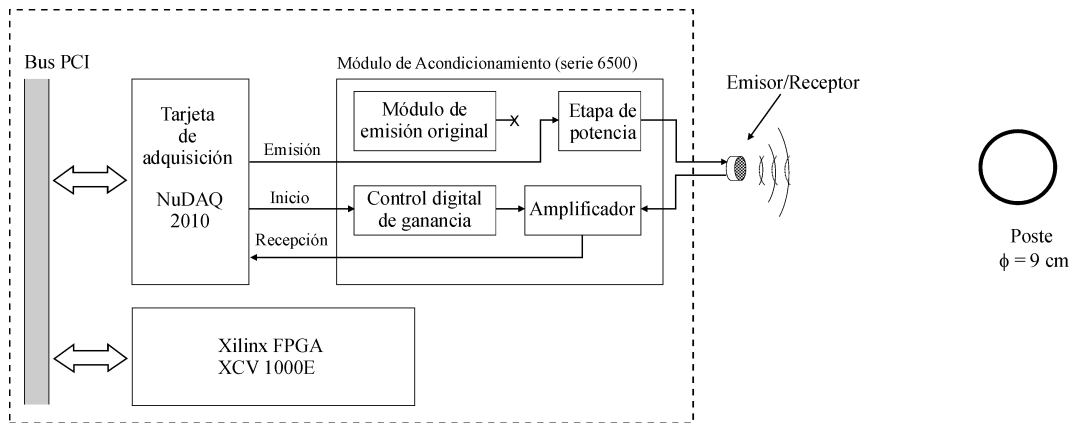 Bus PCI
Tarjeta
de
adquisición
NuDAQ
2010
Módulo de Acondicionamiento (serie 6500)
Módulo de
emisión original
Etapa de
potencia
Emisión
Inicio
Recepción
Control digital
de ganancia
Amplificador
Emisor/Receptor
Poste
ϕ = 9 cm
Xilinx FPGA
XCV 1000E